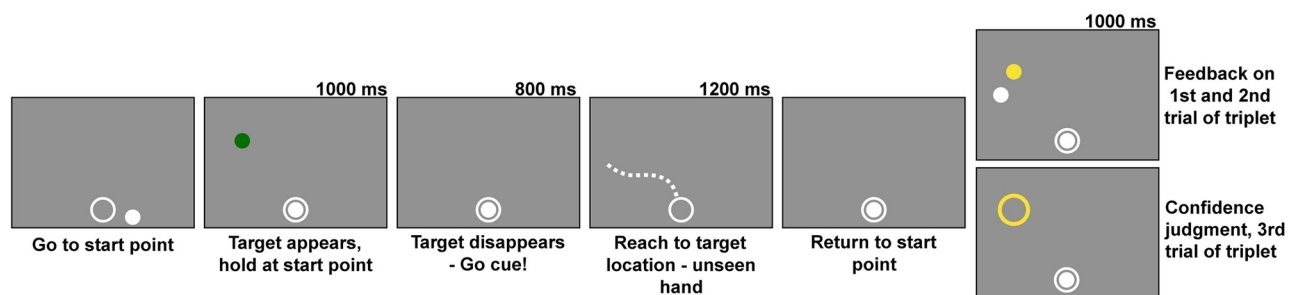 Go to start point
1000 ms
Target appears,
hold at start point
800 ms
Target disappears
- Go cue!
1200 ms
Reach to target
location - unseen
hand
Return to start
point
1000 ms
Feedback on
1st and 2nd
trial of triplet
Confidence
judgment, 3rd
trial of triplet